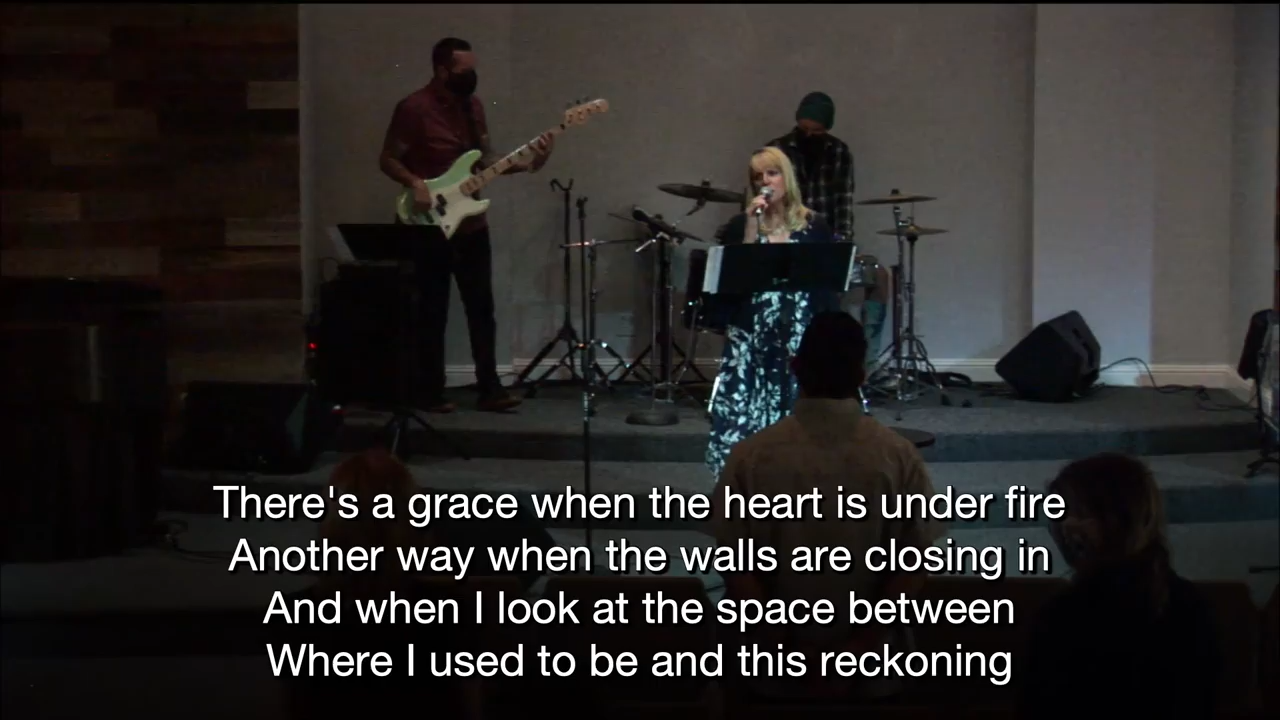 There's a grace when the heart is under fire
Another way when the walls are closing in
And when I look at the space between
Where I used to be and this reckoning